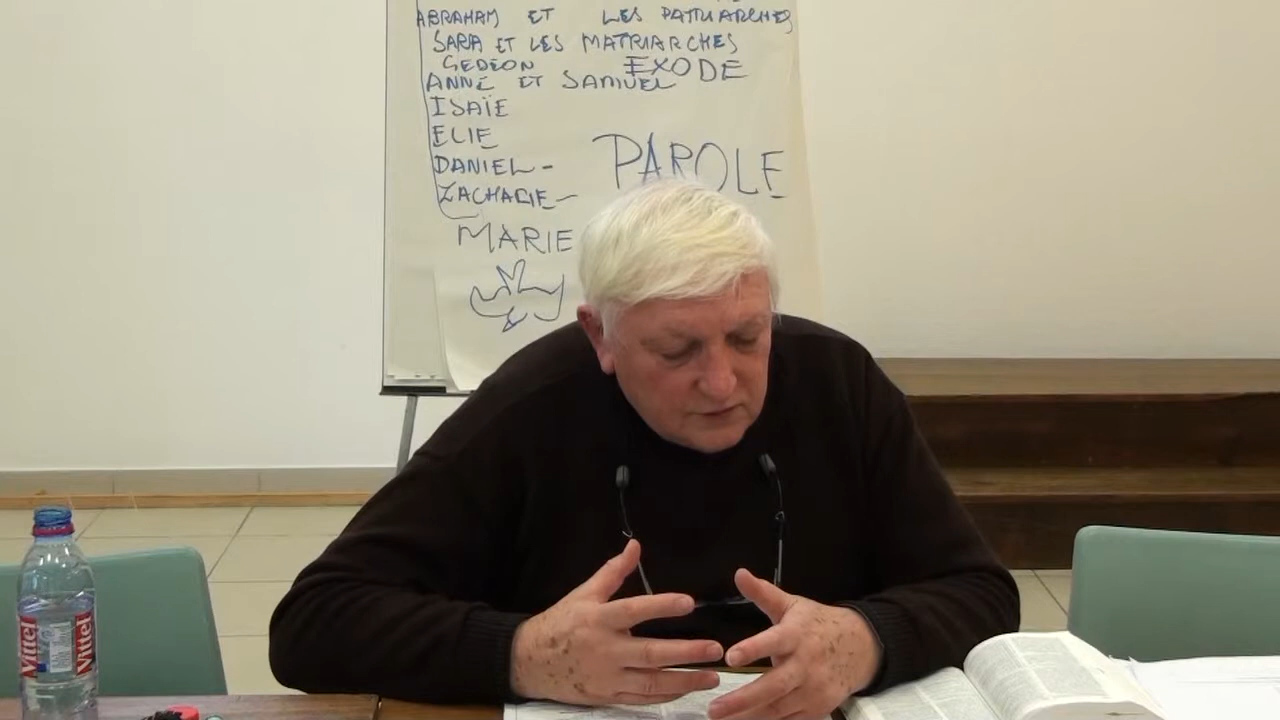 ABRAHAM ET LES PATRIARCHES
SARA ET LES MATRIARCHES
GEDEON EXODE
ANNE ET SAMUEL
ISAÏE
ELIE
DANIEL -
PAROLE
ZACHARIE -
MARIE
Vittel
Vittel